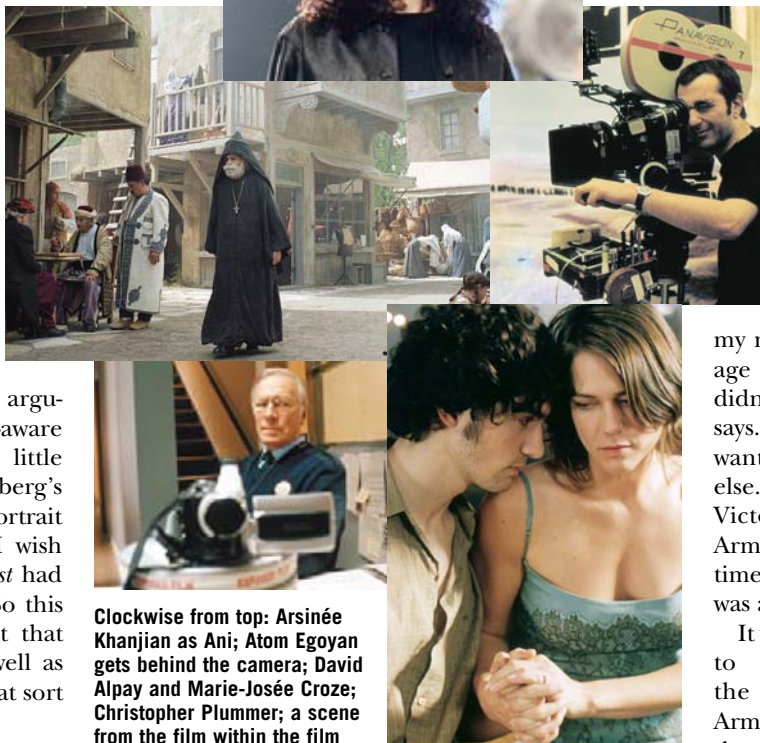 PANAVISION
argu-
-aware
little
berg's
ortrait
I wish
st had
o this
t that
well as
at sort
Clockwise from top: Arsinée
Khanjian as Ani; Atom Egoyan
gets behind the camera; David
Alpay and Marie-Josée Croze;
Christopher Plummer; a scene
from the film within the film
my
age
didn
says.
want
else.
Victo
Arm
time
was a
It
to
the
Arm